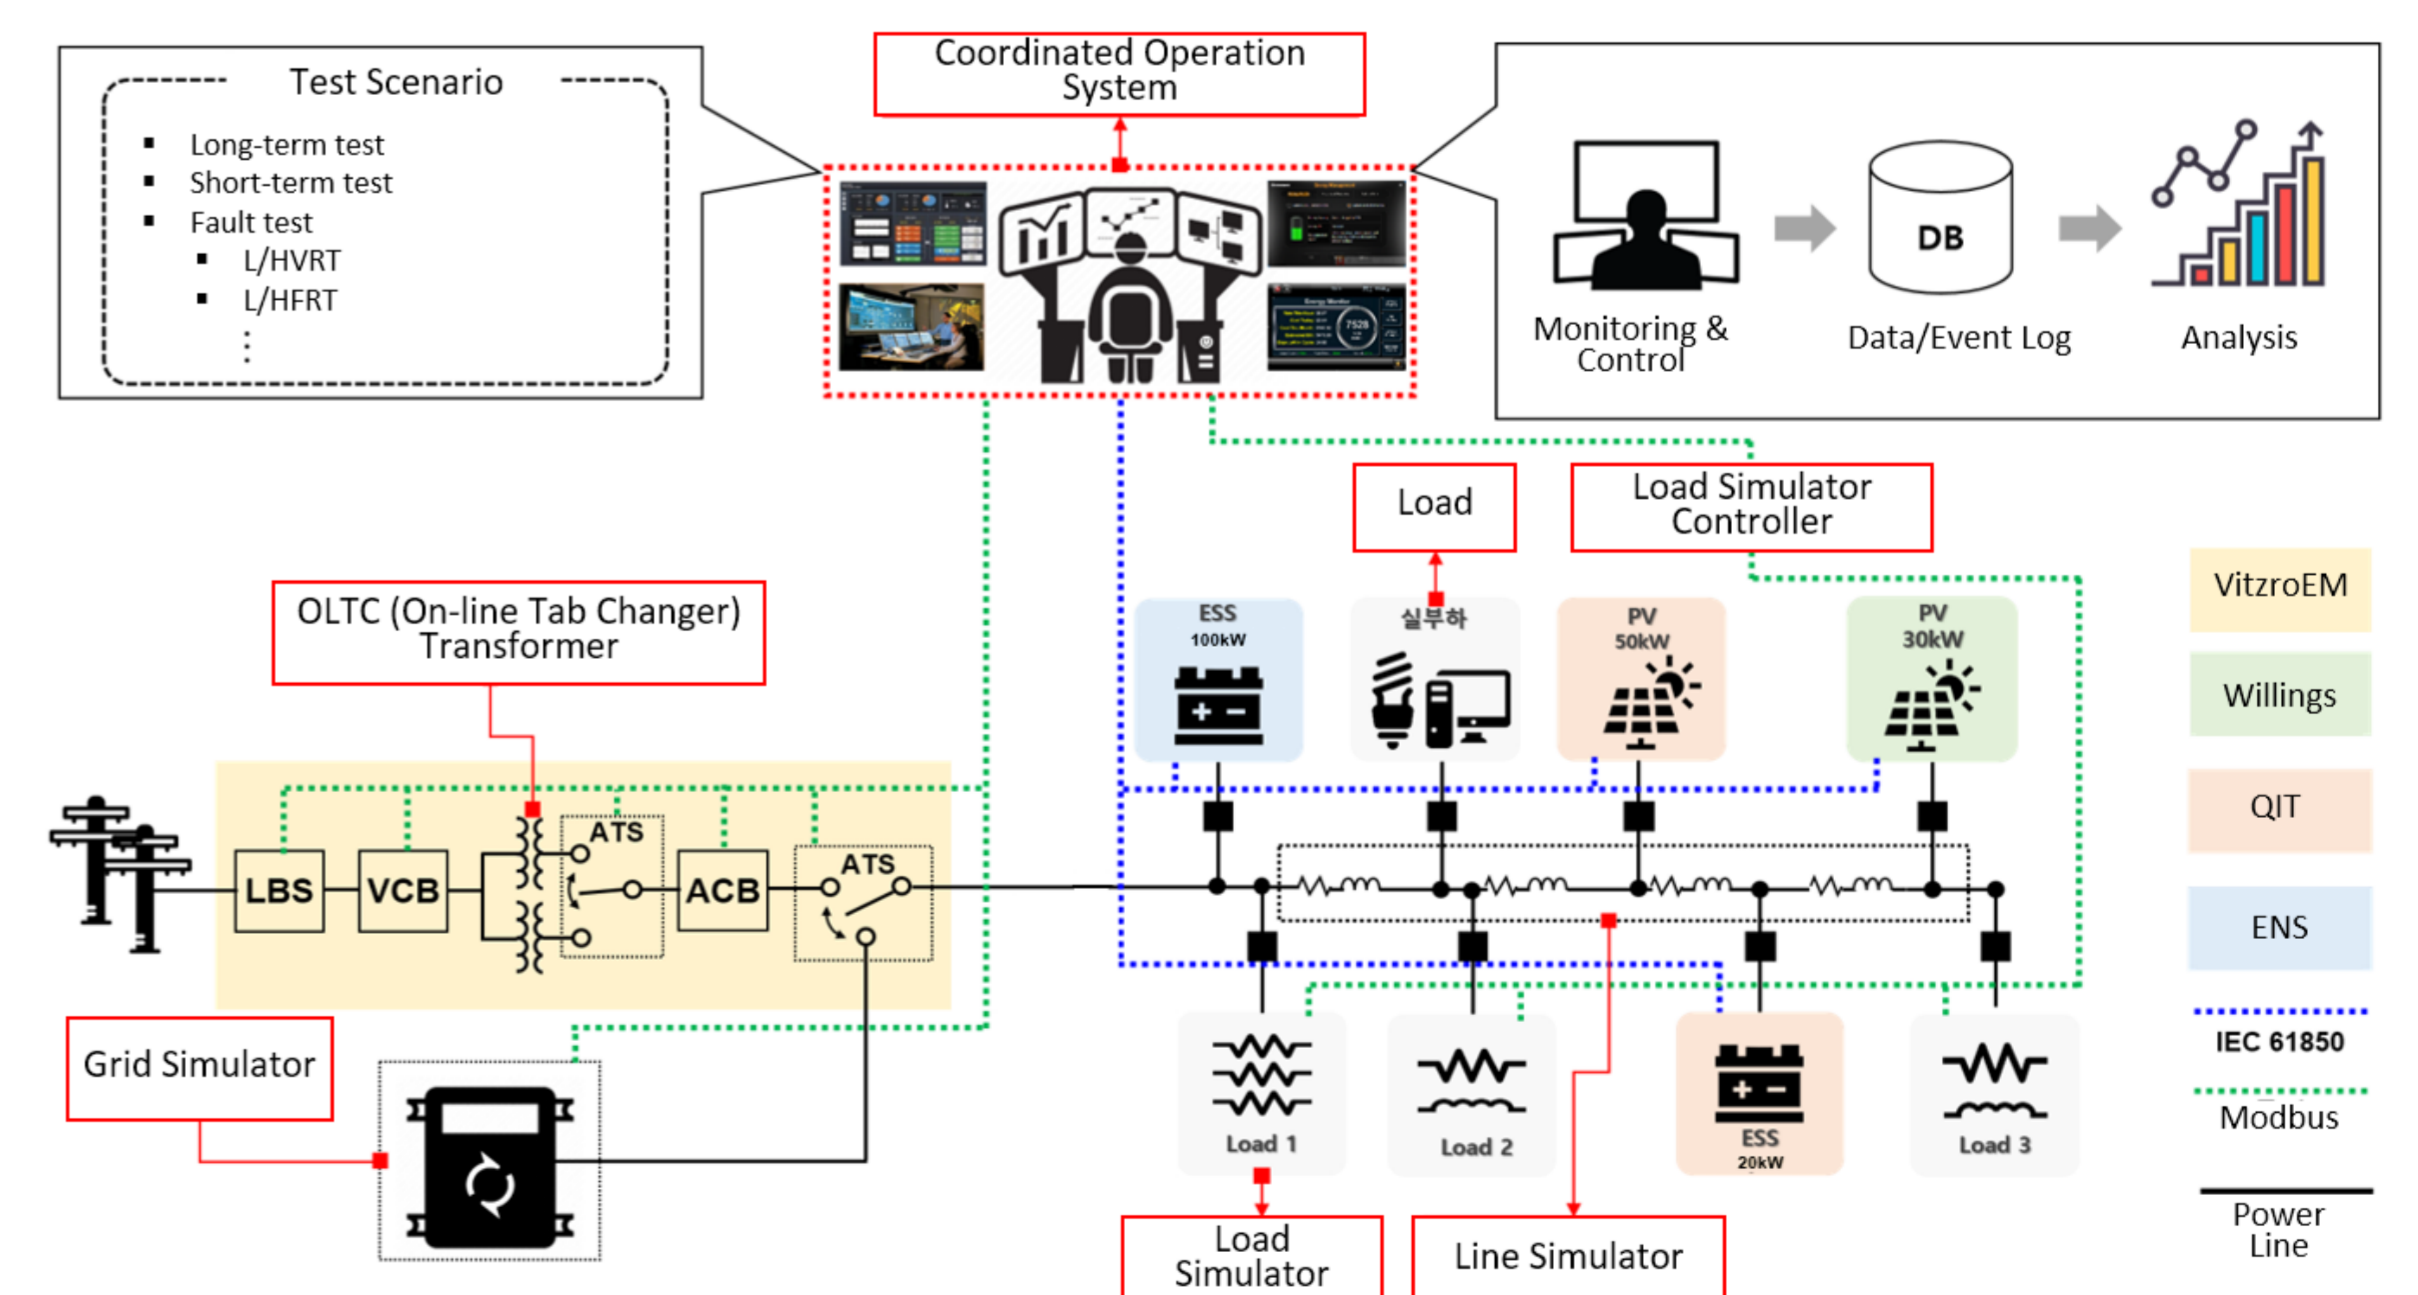 Test Scenario
Long-term test
Short-term test
Fault test
L/HVRT
L/HFRT
Coordinated Operation
System
7528
Monitoring &
Control
DB
Data/Event Log
Analysis
Load
Load Simulator
Controller
OLTC (On-line Tab Changer)
Transformer
ESS
100kW
실부하
PV
50kW
PV
30kW
VitzroEM
Willings
QIT
ENS
IEC 61850
Modbus
Power
Line
LBS
VCB
ATS
ACB
ATS
Grid Simulator
Load 1
Load 2
ESS
20kW
Load 3
Load
Simulator
Line Simulator